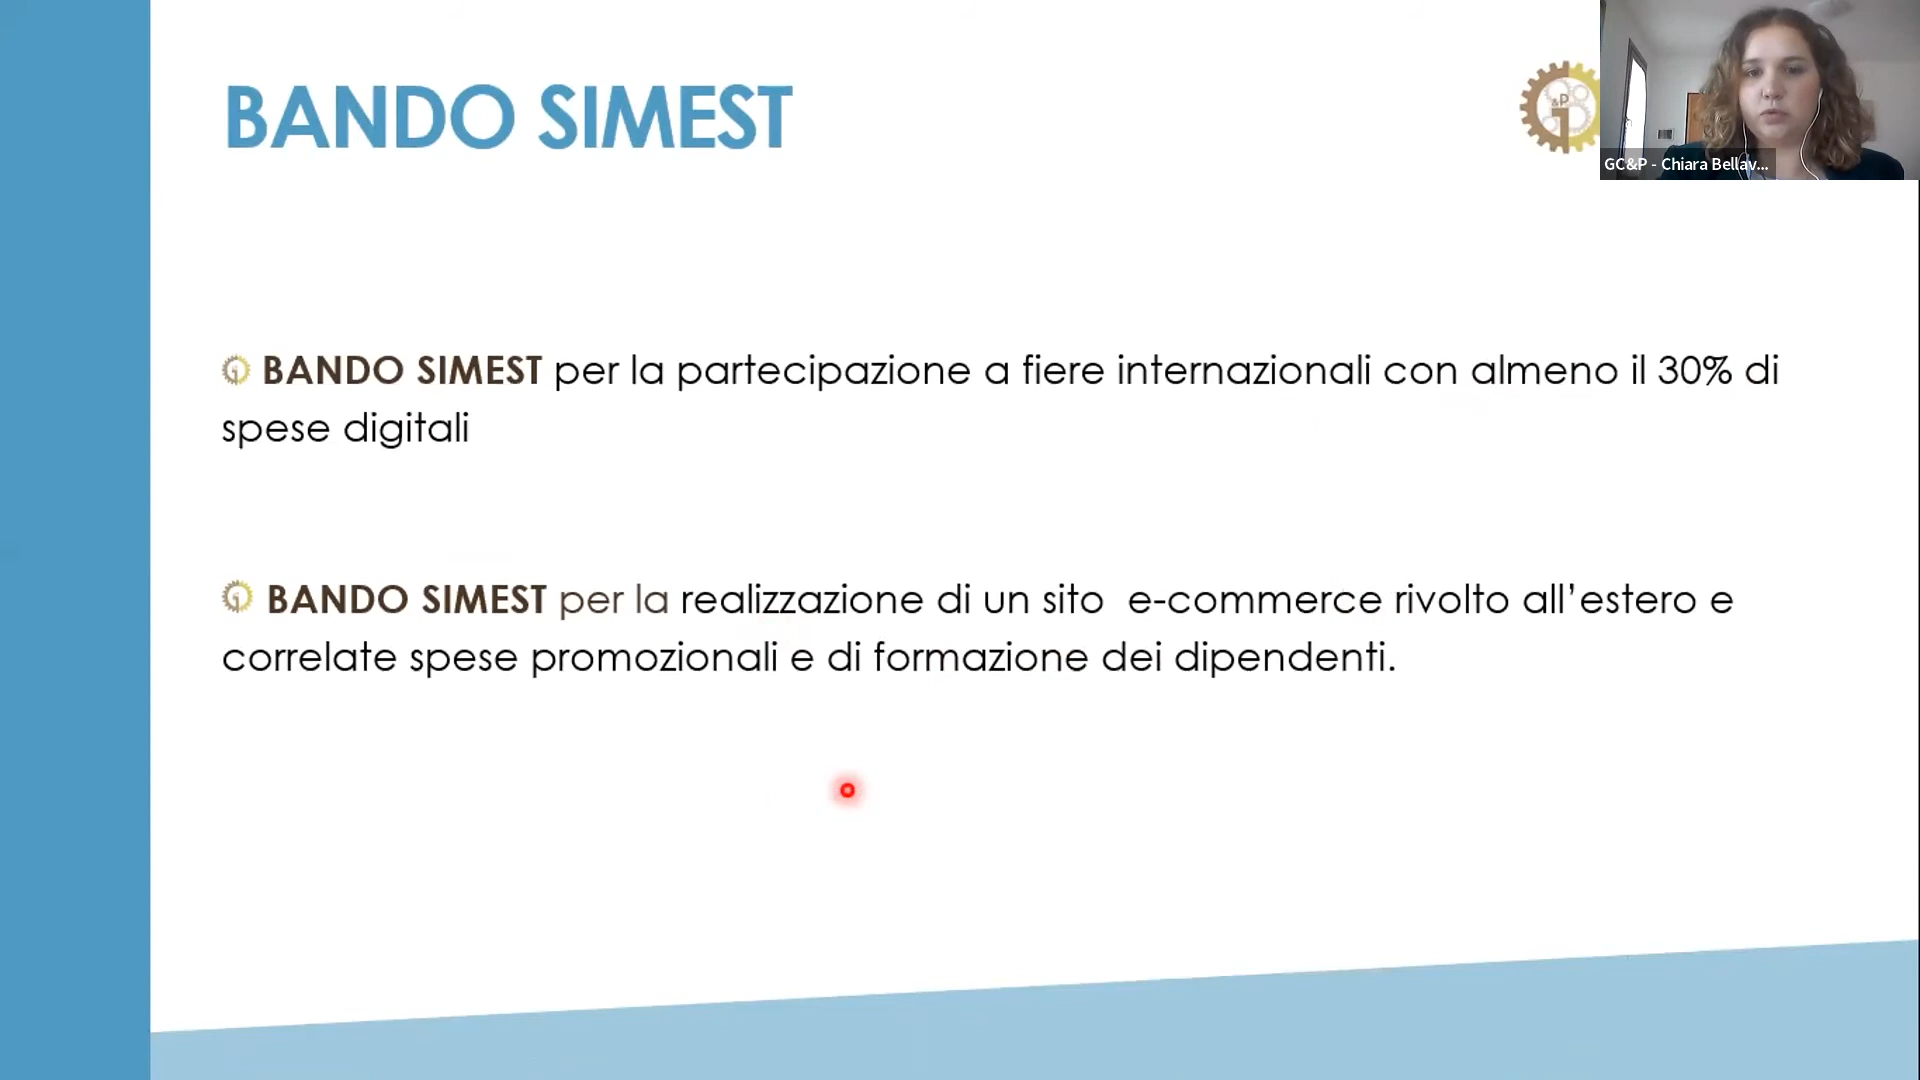 BANDO SIMEST
&P
GC&P - Chiara Bellav...
BANDO SIMEST per la partecipazione a fiere internazionali con almeno il 30% di
spese digitali
BANDO SIMEST per la realizzazione di un sito e-commerce rivolto all’estero e
correlate spese promozionali e di formazione dei dipendenti.